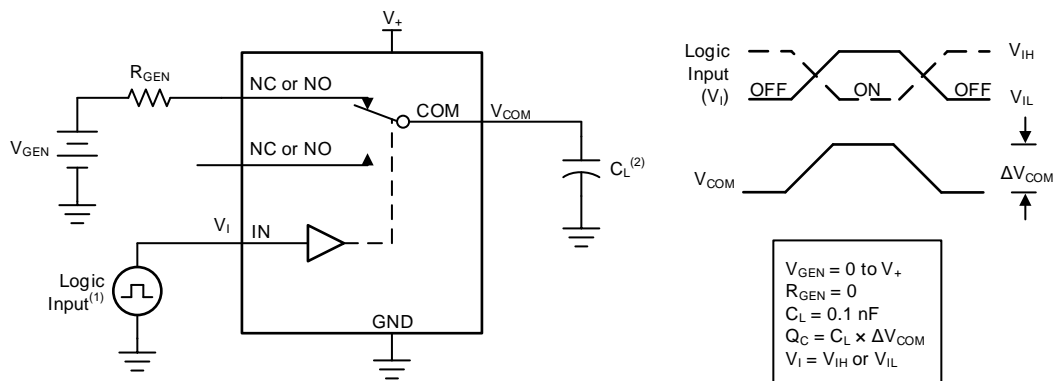 V+
RGEN
NC or NO
COM
VCOM
VGEN
NC or NO
CL(2)
VI
IN
Logic
Input(1)
GND
Logic
Input
(VI)
VIH
OFF
ON
OFF
VIL
VCOM
ΔVCOM
VGEN = 0 to V+
RGEN = 0
CL = 0.1 nF
QC = CL × ΔVCOM
VI = VIH or VIL